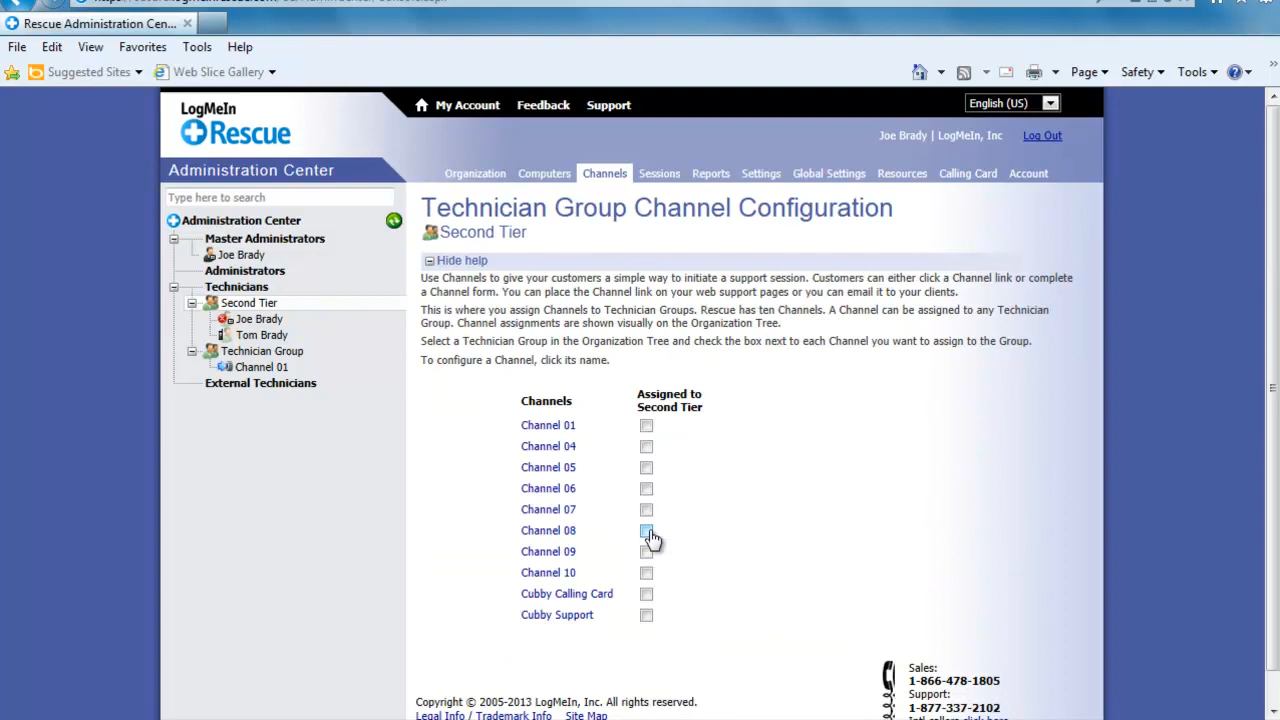 Rescue Administration Cen...
File Edit View Favorites Tools Help
Suggested Sites Web Slice Gallery
Page Safety Tools
LogMeIn
Rescue
My Account Feedback Support
English (US)
Joe Brady | LogMeIn, Inc Log Out
Administration Center
Organization Computers Channels Sessions Reports Settings Global Settings Resources Calling Card Account
Type here to search
Administration Center
Master Administrators
Joe Brady
Administrators
Technicians
Second Tier
Joe Brady
Tom Brady
Technician Group
Channel 01
External Technicians
Technician Group Channel Configuration
Second Tier
Hide help
Use Channels to give your customers a simple way to initiate a support session. Customers can either click a Channel link or complete
a Channel form. You can place the Channel link on your web support pages or you can email it to your clients.
This is where you assign Channels to Technician Groups. Rescue has ten Channels. A Channel can be assigned to any Technician
Group. Channel assignments are shown visually on the Organization Tree.
Select a Technician Group in the Organization Tree and check the box next to each Channel you want to assign to the Group.
To configure a Channel, click its name.
Channels
Assigned to
Second Tier
Channel 01
Channel 04
Channel 05
Channel 06
Channel 07
Channel 08
Channel 09
Channel 10
Cubby Calling Card
Cubby Support
Sales:
1-866-478-1805
Support:
1-877-337-2102
Copyright © 2005-2013 LogMeIn, Inc. All rights reserved.
Legal Info / Trademark Info Site Map